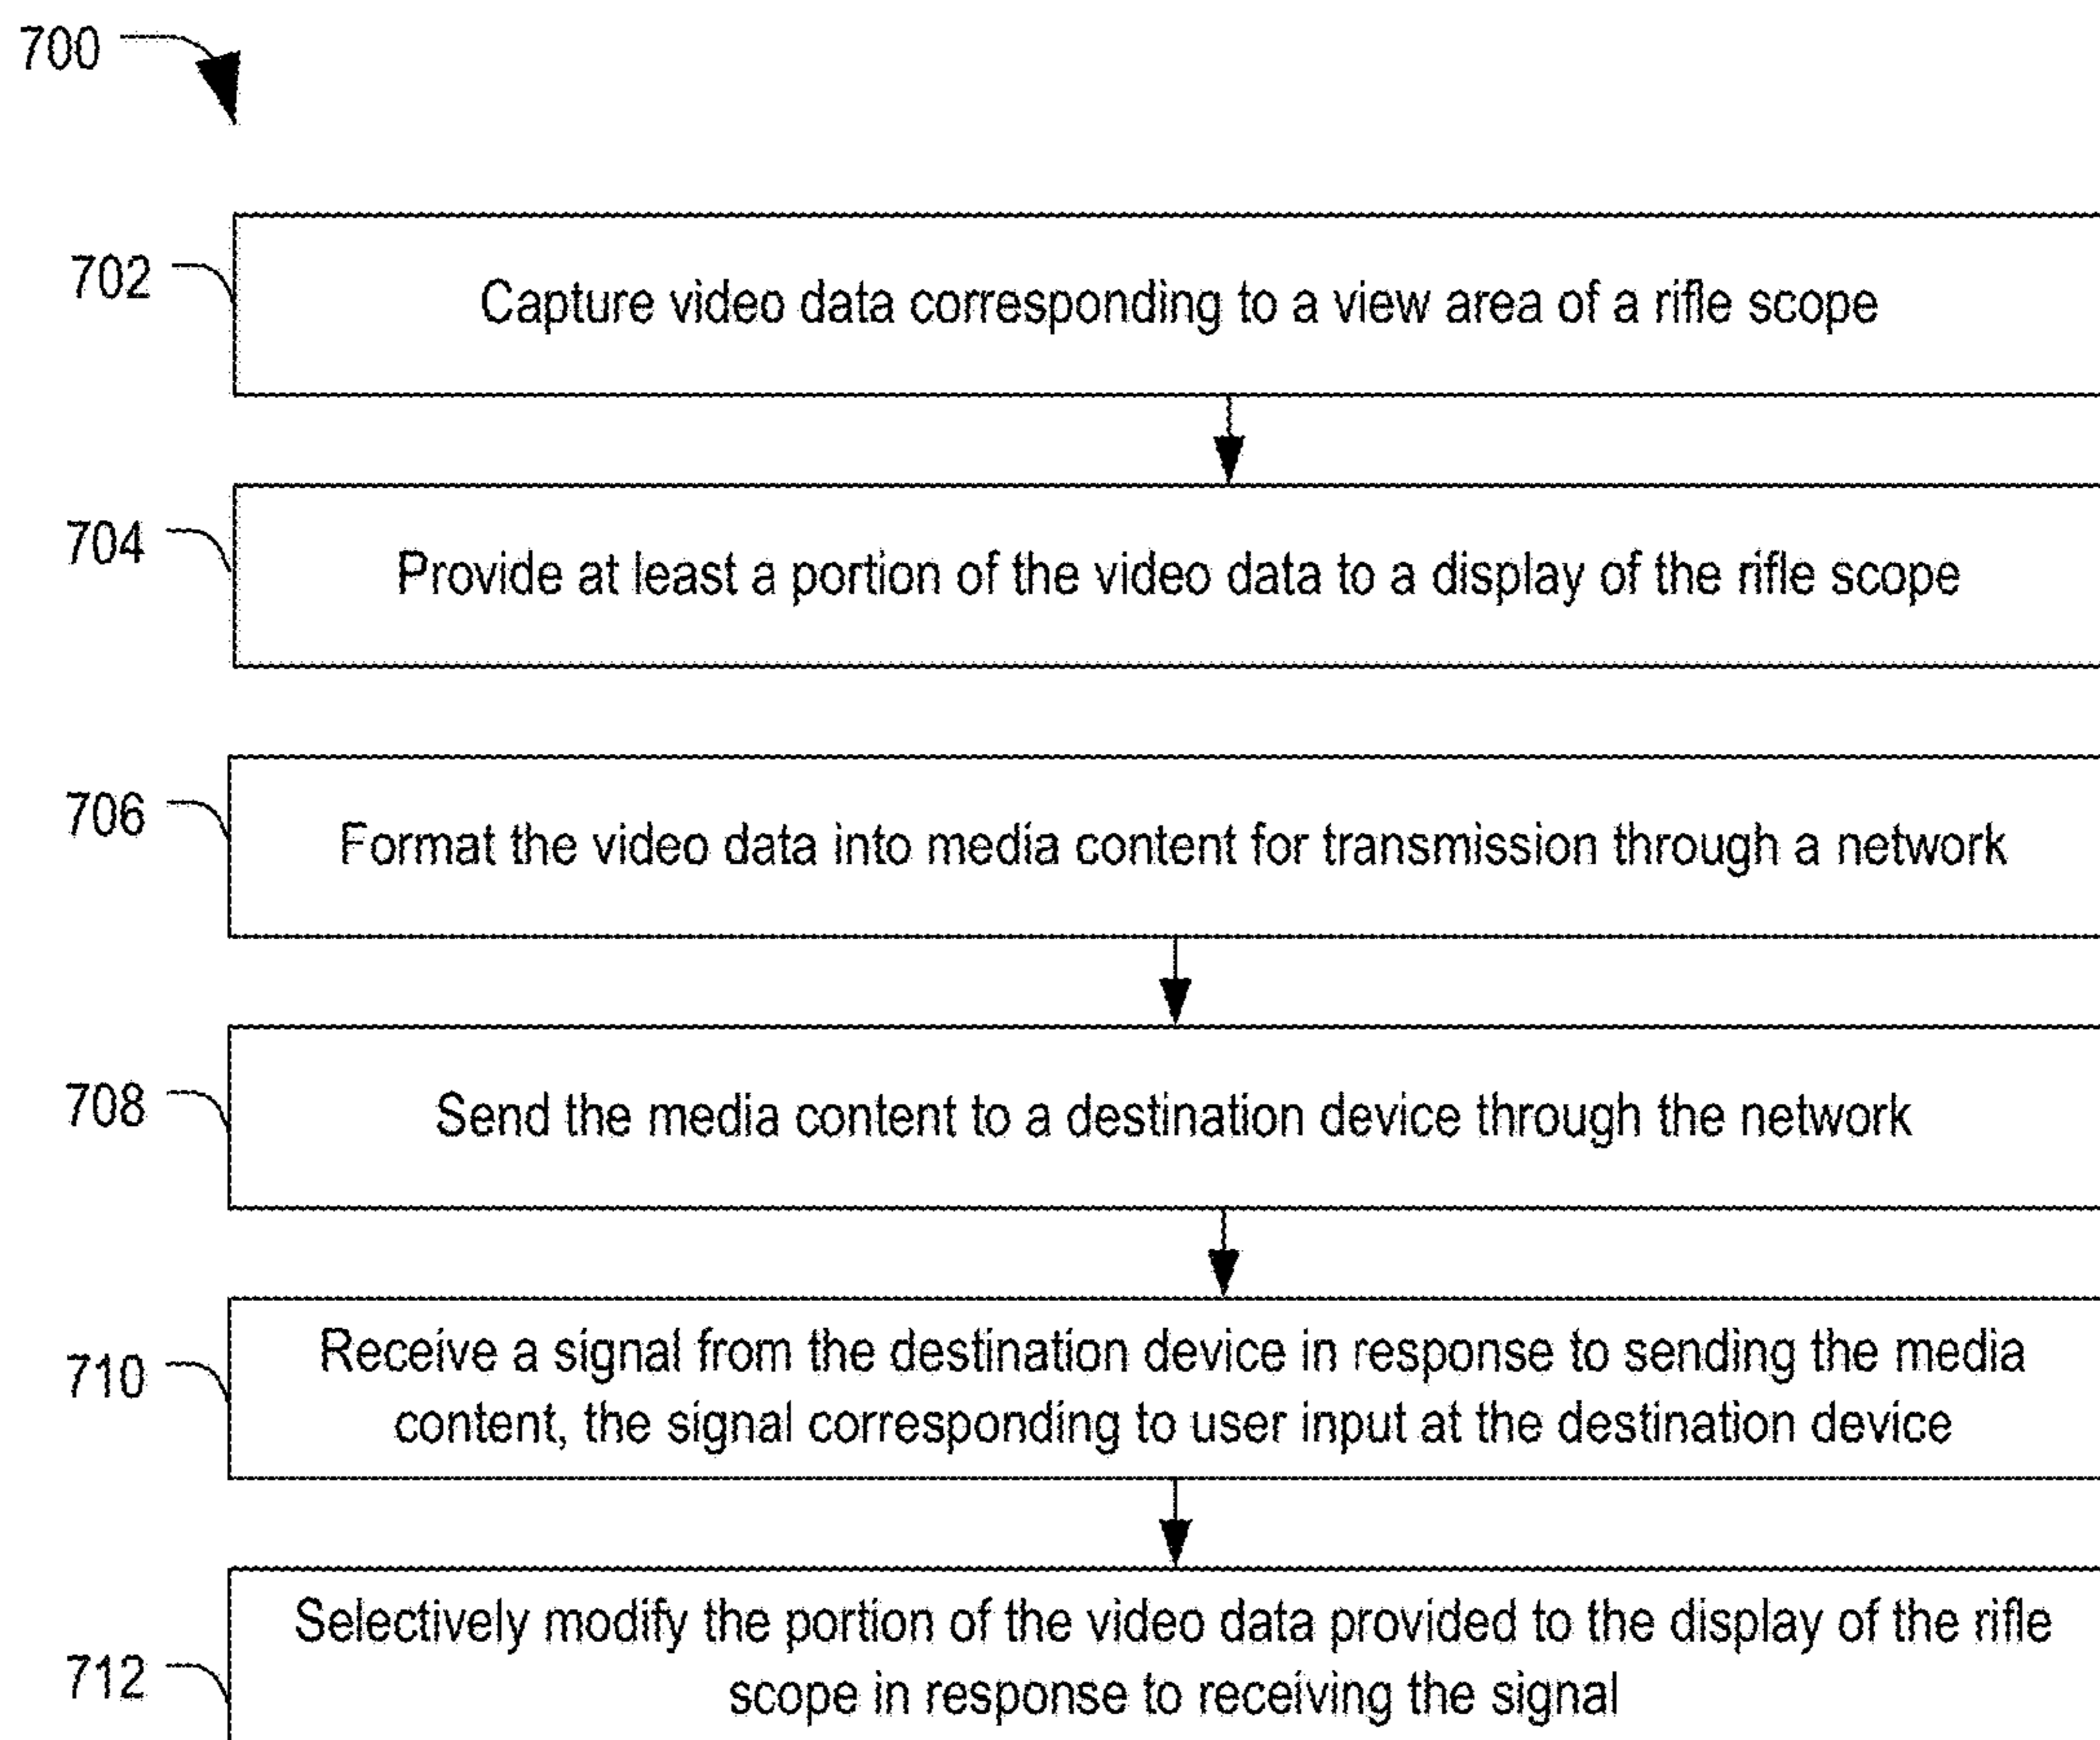 700
702
Capture video data corresponding to a view area of a rifle scope
704
Provide at least a portion of the video data to a display of the rifle scope
706
Format the video data into media content for transmission through a network
708
Send the media content to a destination device through the network
710
Receive a signal from the destination device in response to sending the media
content, the signal corresponding to user input at the destination device
712
Selectively modify the portion of the video data provided to the display of the rifle
scope in response to receiving the signal